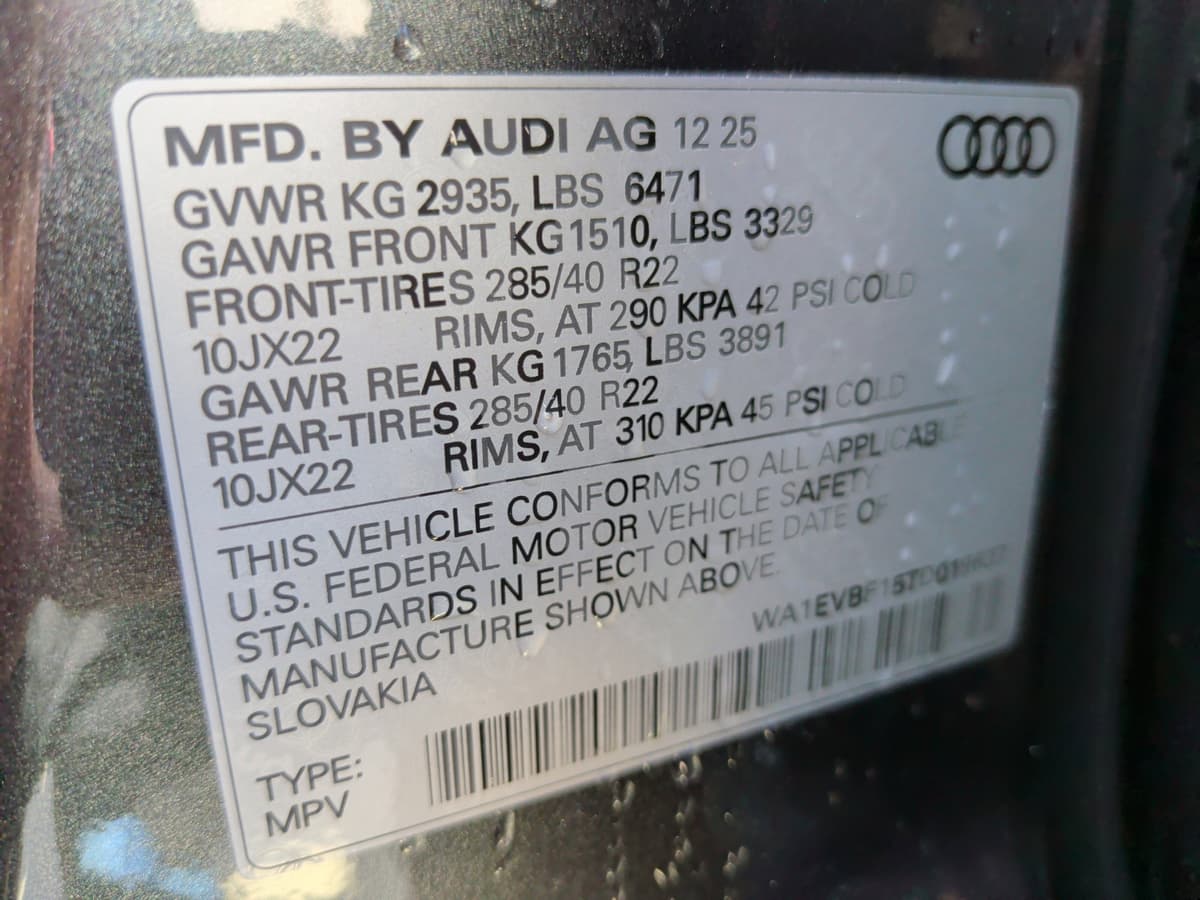 MFD. BY AUDI AG 12 25
GVWR KG 2935, LBS 6471
GAWR FRONT KG 1510, LBS 3329
FRONT-TIRES 285/40 R22
10JX22 RIMS, AT 290 KPA 42 PSI COLD
GAWR REAR KG 1765, LBS 3891
REAR-TIRES 285/40 R22
10JX22 RIMS, AT 310 KPA 45 PSI COLD
THIS VEHICLE CONFORMS TO ALL APPLICABLE
U.S. FEDERAL MOTOR VEHICLE SAFETY
STANDARDS IN EFFECT ON THE DATE OF
MANUFACTURE SHOWN ABOVE.
SLOVAKIA
TYPE:
MPV